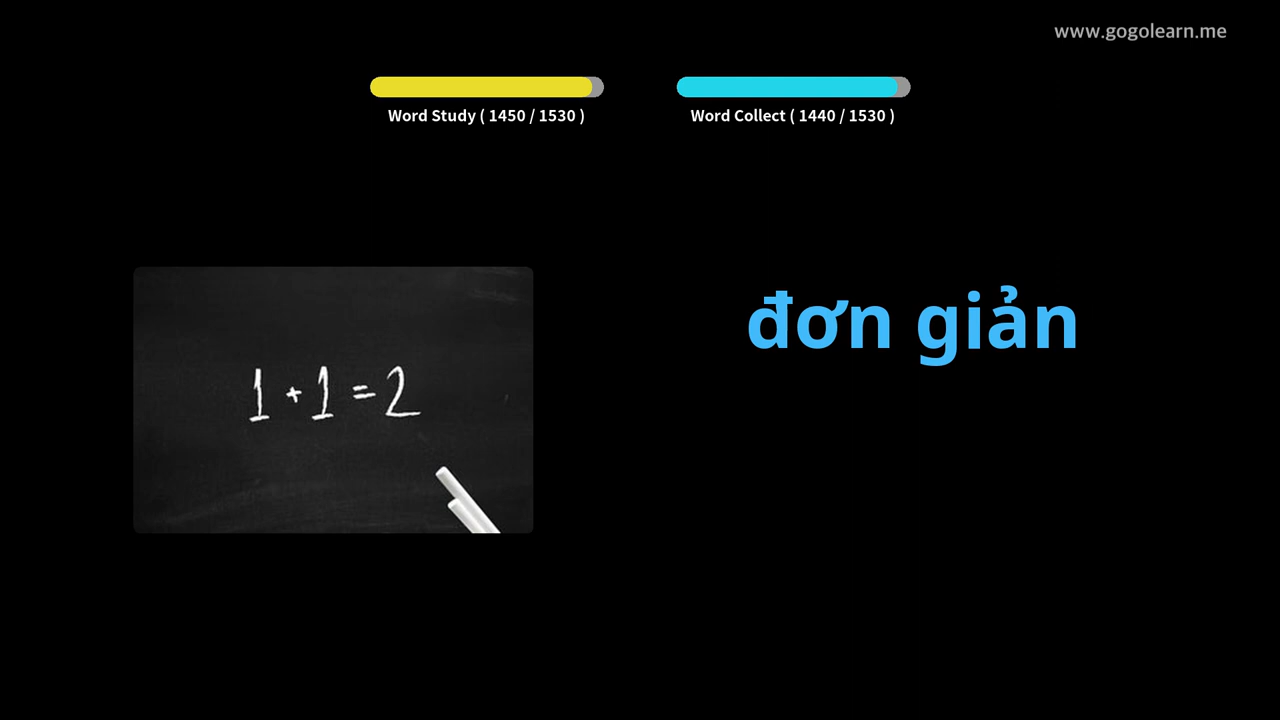 www.gogolearn.me
Word Study ( 1450 / 1530 )
Word Collect ( 1440 / 1530 )
đơn giản
1 + 1 = 2